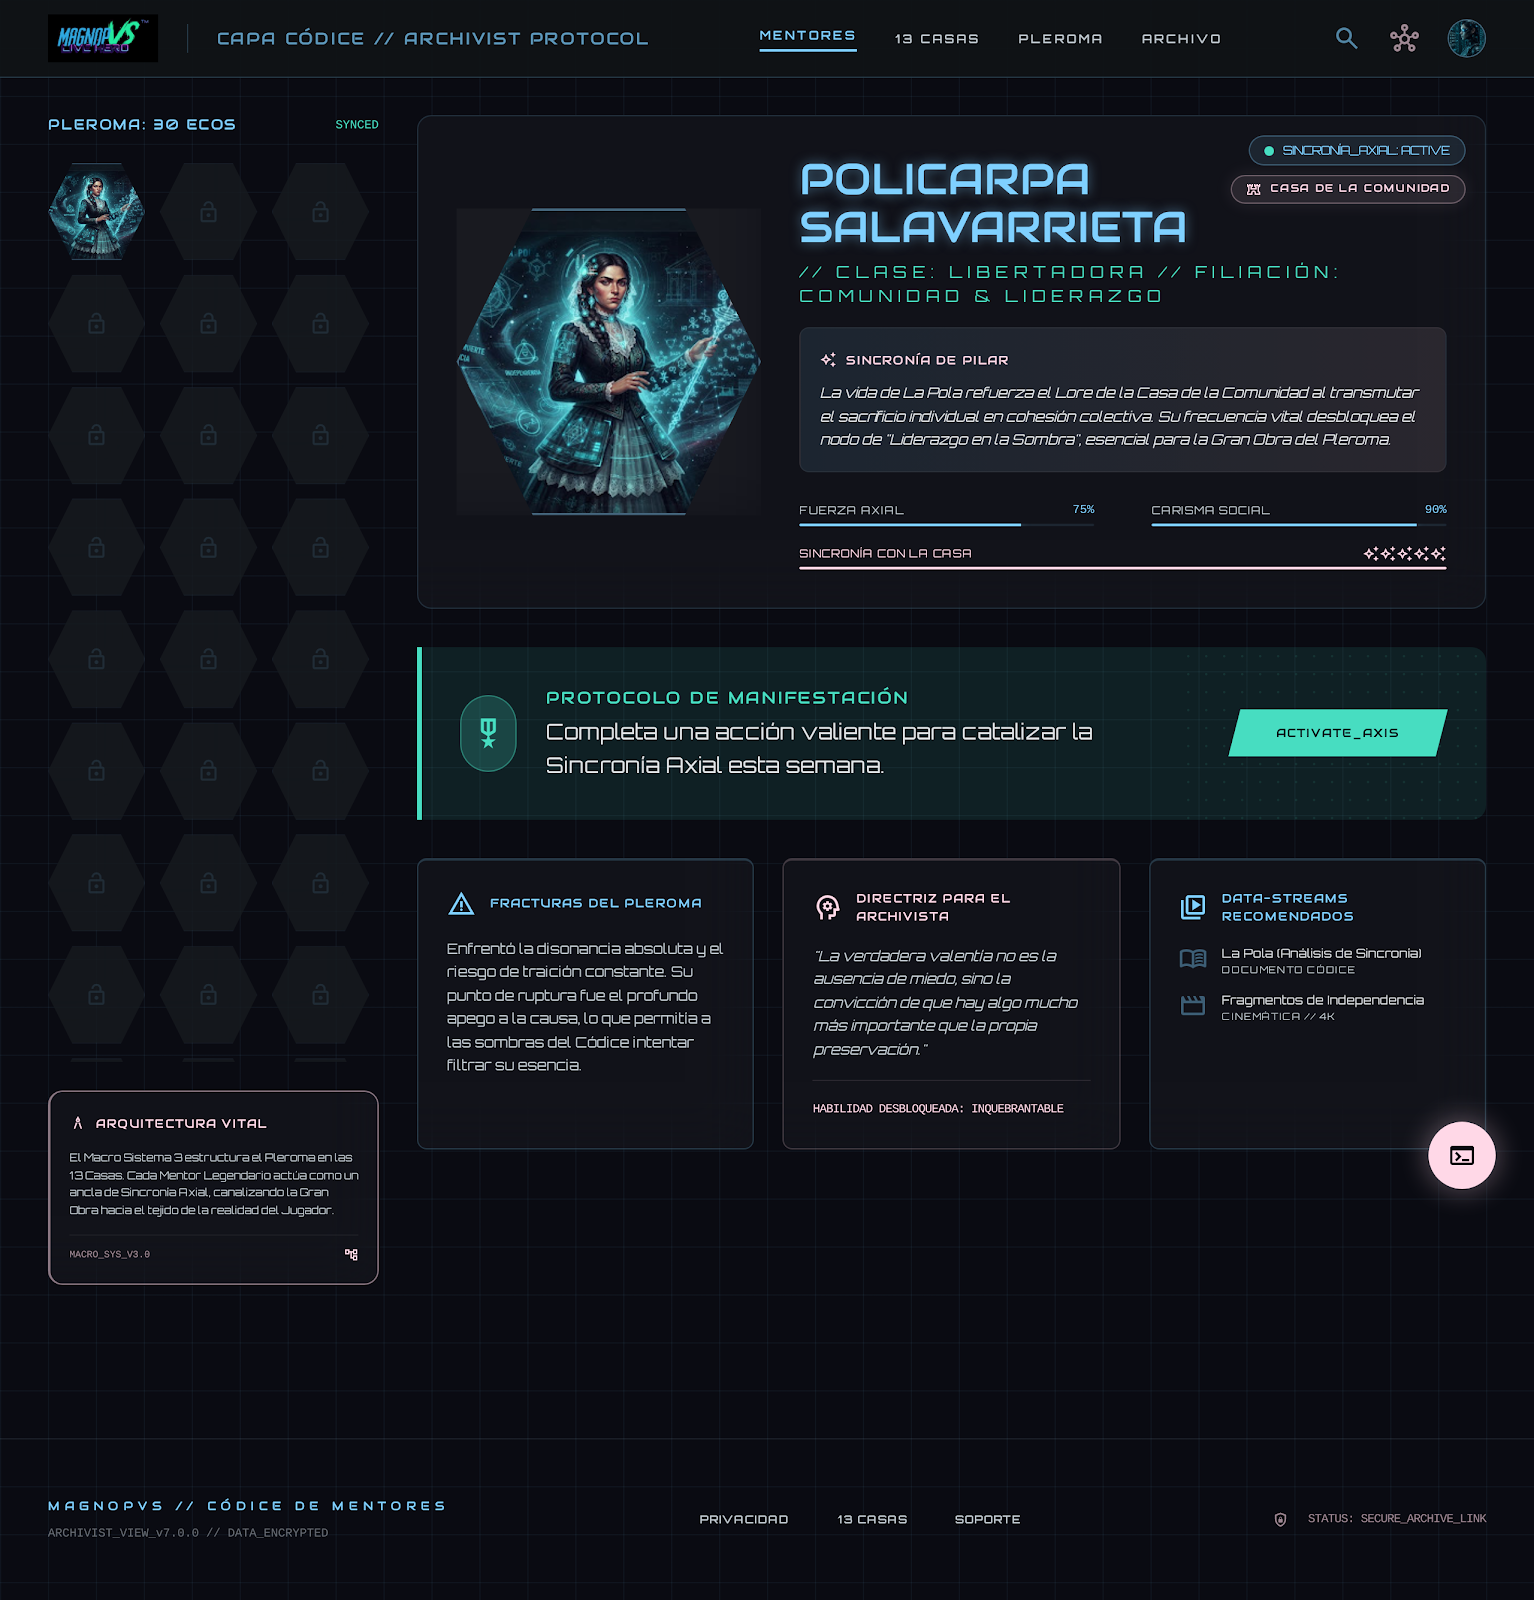 MAGNOPVS™
LIVE HERO
CAPA CÓDICE // ARCHIVIST PROTOCOL
MENTORES
13 CASAS
PLEROMA
ARCHIVO
PLEROMA: 30 ECOS
SYNCED
SINCRONÍA_AXIAL: ACTIVE
CASA DE LA COMUNIDAD
POLICARPA
SALAVARRIETA
// CLASE: LIBERTADORA // FILIACIÓN:
COMUNIDAD & LIDERAZGO
SINCRONÍA DE PILAR
La vida de La Pola refuerza el Lore de la Casa de la Comunidad al transmutar
el sacrificio individual en cohesión colectiva. Su frecuencia vital desbloquea el
nodo de "Liderazgo en la Sombra", esencial para la Gran Obra del Pleroma.
FUERZA AXIAL
75%
CARISMA SOCIAL
90%
SINCRONÍA CON LA CASA
PROTOCOLO DE MANIFESTACIÓN
Completa una acción valiente para catalizar la
Sincronía Axial esta semana.
ACTIVATE_AXIS
FRACTURAS DEL PLEROMA
Enfrentó la disonancia absoluta y el
riesgo de traición constante. Su
punto de ruptura fue el profundo
apego a la causa, lo que permitía a
las sombras del Códice intentar
filtrar su esencia.
DIRECTRIZ PARA EL
ARCHIVISTA
"La verdadera valentía no es la
ausencia de miedo, sino la
convicción de que hay algo mucho
más importante que la propia
preservación."
HABILIDAD DESBLOQUEADA: INQUEBRANTABLE
DATA-STREAMS
RECOMENDADOS
La Pola (Análisis de Sincronía)
DOCUMENTO CÓDICE
Fragmentos de Independencia
CINEMÁTICA // 4K
ARQUITECTURA VITAL
El Macro Sistema 3 estructura el Pleroma en las
13 Casas. Cada Mentor Legendario actúa como un
ancla de Sincronía Axial, canalizando la Gran
Obra hacia el tejido de la realidad del Jugador.
MACRO_SYS_V3.0
MAGNOPVS // CÓDICE DE MENTORES
ARCHIVIST_VIEW_v7.0.0 // DATA_ENCRYPTED
PRIVACIDAD
13 CASAS
SOPORTE
STATUS: SECURE_ARCHIVE_LINK